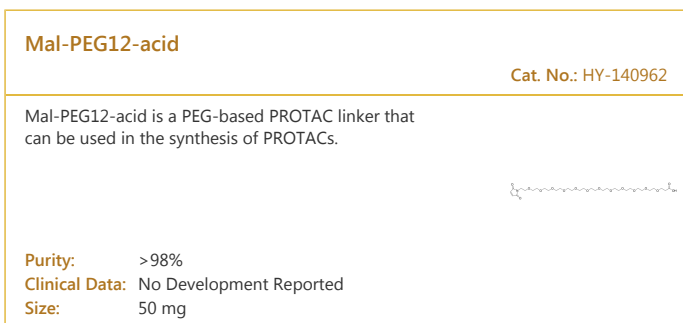 Mal-PEG12-acid
Cat. No.: HY-140962
Mal-PEG12-acid is a PEG-based PROTAC linker that
can be used in the synthesis of PROTACs.
Purity: >98%
Clinical Data: No Development Reported
Size: 50 mg